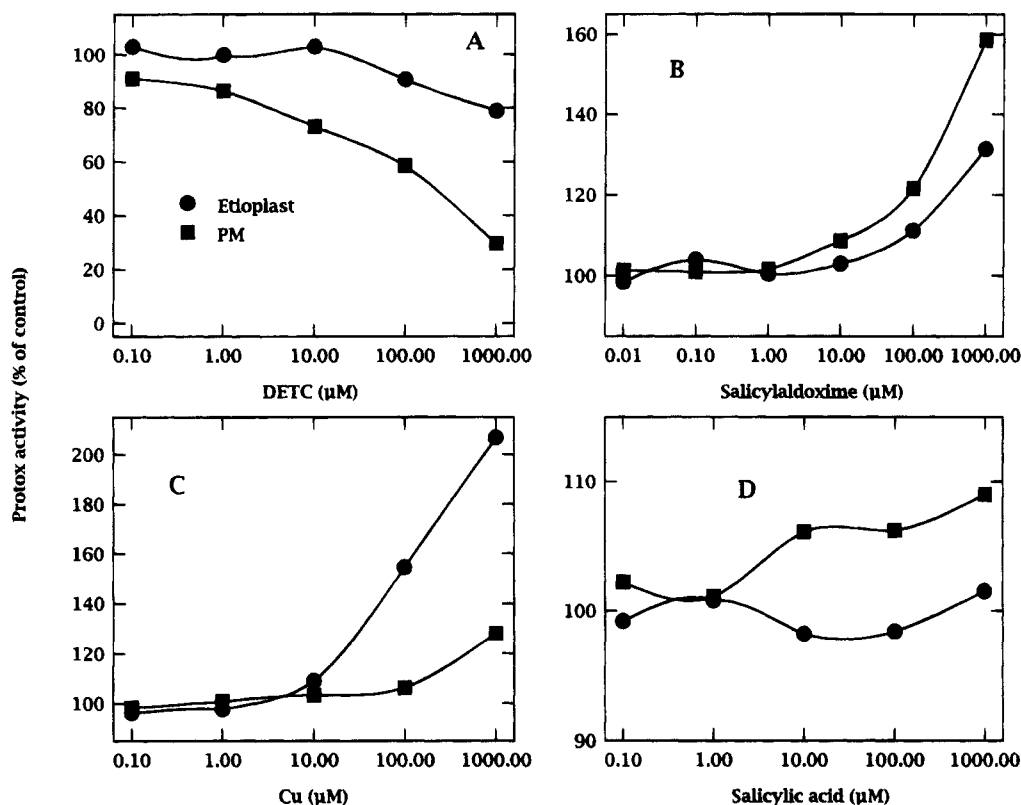 Protox activity (% of control)
A
100
80
60
40
20
0
Etioplast
PM
0.10 1.00 10.00 100.00 1000.00
DETC (µM)
B
160
140
120
100
0.01 0.10 1.00 10.00 100.00 1000.00
Salicylaldoxime (µM)
C
200
180
160
140
120
100
0.10 1.00 10.00 100.00 1000.00
Cu (µM)
D
110
100
90
0.10 1.00 10.00 100.00 1000.00
Salicylic acid (µM)